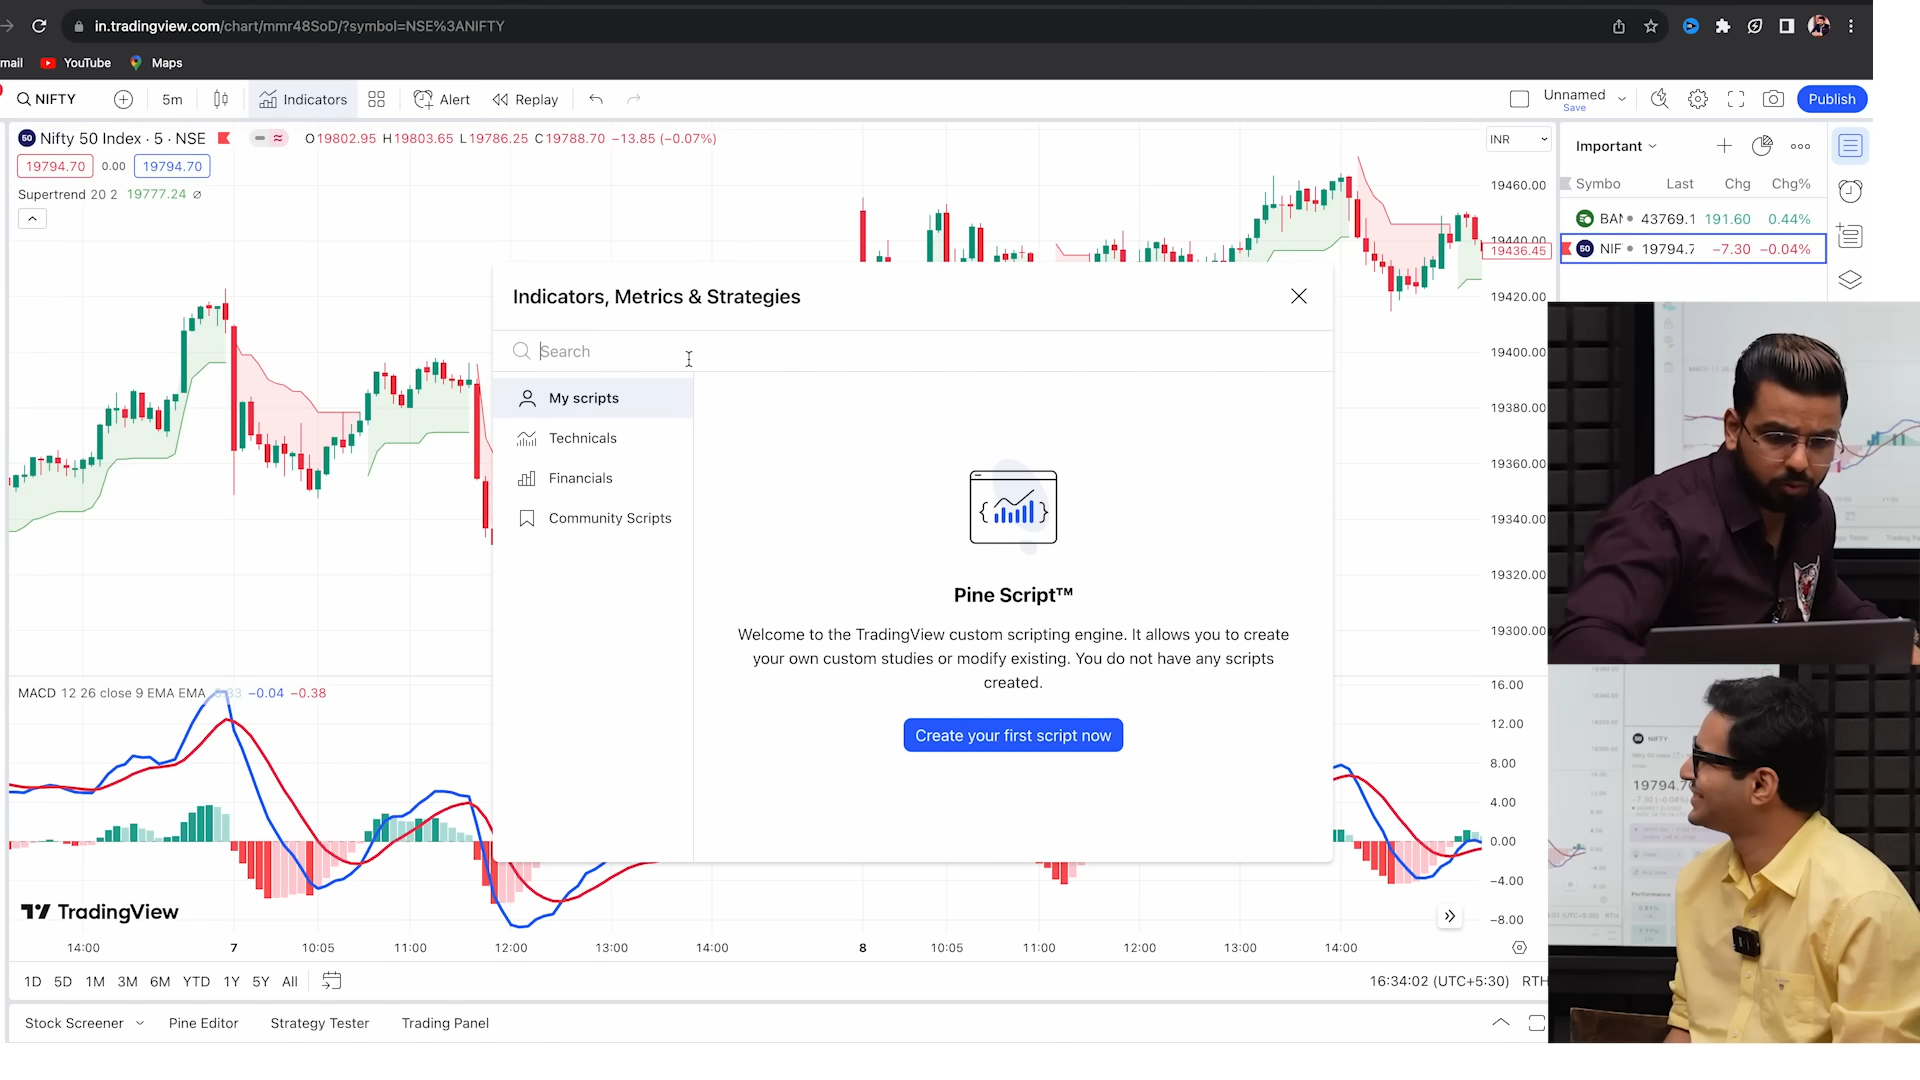 in.tradingview.com/chart/mmr48SoD/?symbol=NSE%3ANIFTY
mail YouTube Maps
NIFTY 5m Indicators Alert Replay Unnamed Save Publish
Nifty 50 Index · 5 · NSE O19802.95 H19803.65 L19786.25 C19788.70 −13.85 (−0.07%)
19794.70 0.00 19794.70
Supertrend 20 2 19777.24 ∅
INR
19460.00
19440.00
19436.45
19420.00
19400.00
19380.00
19360.00
19340.00
19320.00
19300.00
Important
Symbo Last Chg Chg%
BAN 43769.1 191.60 0.44%
50 NIF 19794.7 −7.30 −0.04%
Indicators, Metrics & Strategies
Search
My scripts
Technicals
Financials
Community Scripts
Pine Script™
Welcome to the TradingView custom scripting engine. It allows you to create
your own custom studies or modify existing. You do not have any scripts
created.
Create your first script now
MACD 12 26 close 9 EMA EMA −0.04 −0.38
16.00
12.00
8.00
4.00
0.00
−4.00
−8.00
TradingView
14:00 7 10:05 11:00 12:00 13:00 14:00 8 10:05 11:00 12:00 13:00 14:00
1D 5D 1M 3M 6M YTD 1Y 5Y All 16:34:02 (UTC+5:30) RTH
Stock Screener Pine Editor Strategy Tester Trading Panel
NIFTY
19794.7
Performance